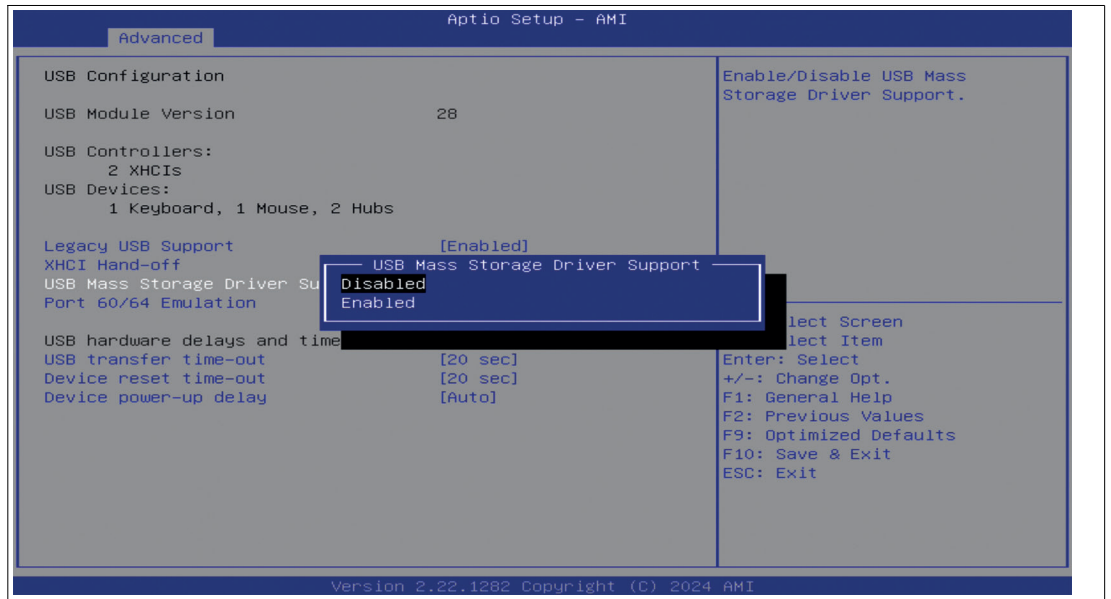 Aptio Setup – AMI
Advanced
USB Configuration
USB Module Version 28
USB Controllers:
2 XHCIs
USB Devices:
1 Keyboard, 1 Mouse, 2 Hubs
Legacy USB Support [Enabled]
XHCI Hand-off
USB Mass Storage Driver Su
Port 60/64 Emulation
USB hardware delays and time
USB transfer time-out [20 sec]
Device reset time-out [20 sec]
Device power-up delay [Auto]
USB Mass Storage Driver Support
Disabled
Enabled
Enable/Disable USB Mass
Storage Driver Support.
lect Screen
lect Item
Enter: Select
+/-: Change Opt.
F1: General Help
F2: Previous Values
F9: Optimized Defaults
F10: Save & Exit
ESC: Exit
Version 2.22.1282 Copyright (C) 2024 AMI